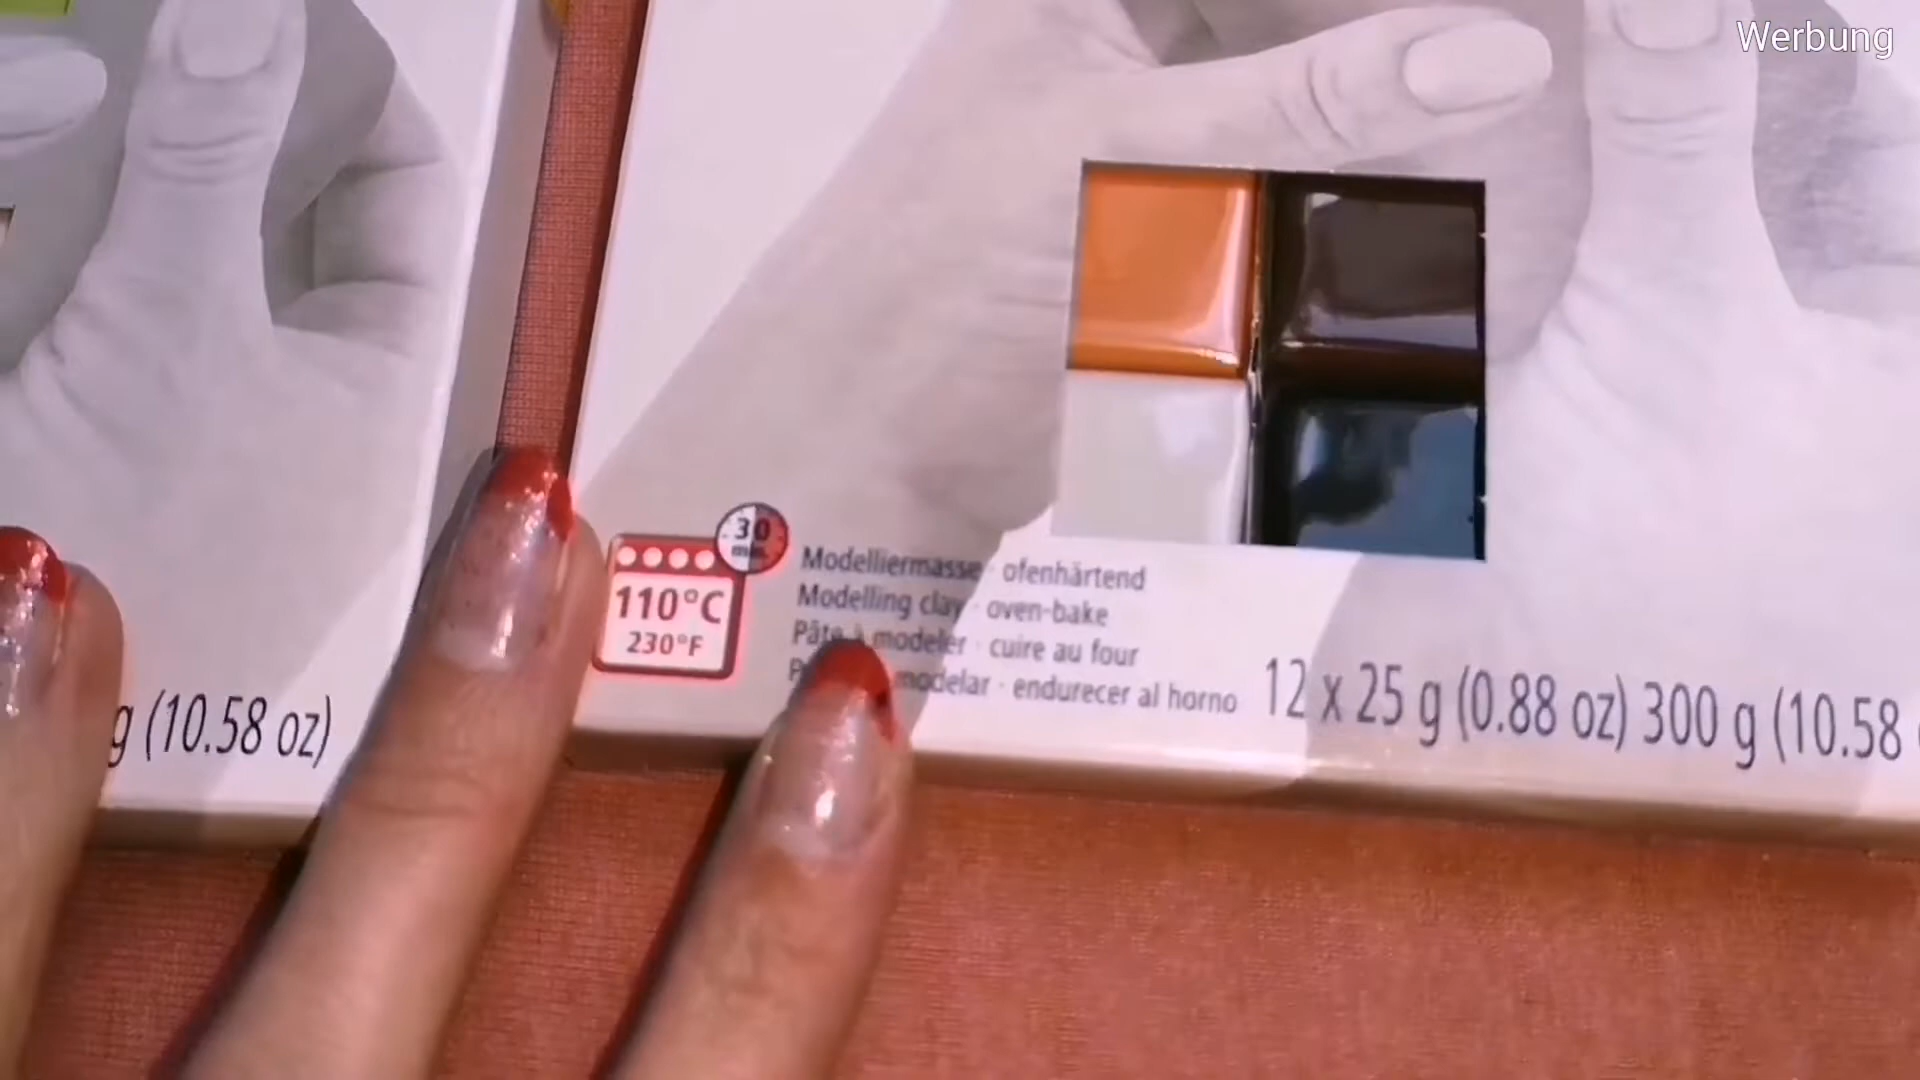 Werbung
30
min.
110°C
230°F
Modelliermasse · ofenhärtend
Modelling clay · oven-bake
Pâte à modeler · cuire au four
modelar · endurecer al horno
12 x 25 g (0.88 oz) 300 g (10.58
g (10.58 oz)